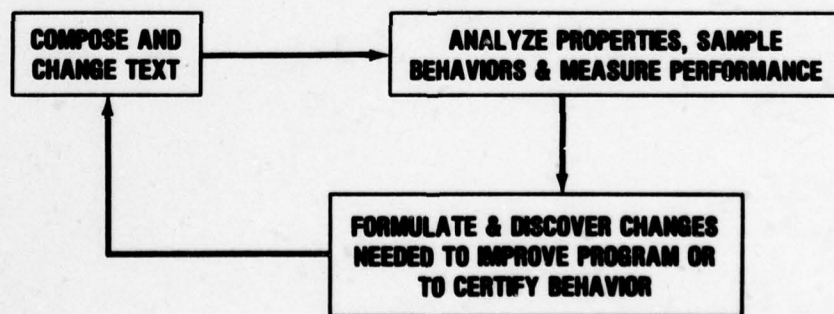 COMPOSE AND
CHANGE TEXT
ANALYZE PROPERTIES, SAMPLE
BEHAVIORS & MEASURE PERFORMANCE
FORMULATE & DISCOVER CHANGES
NEEDED TO IMPROVE PROGRAM OR
TO CERTIFY BEHAVIOR